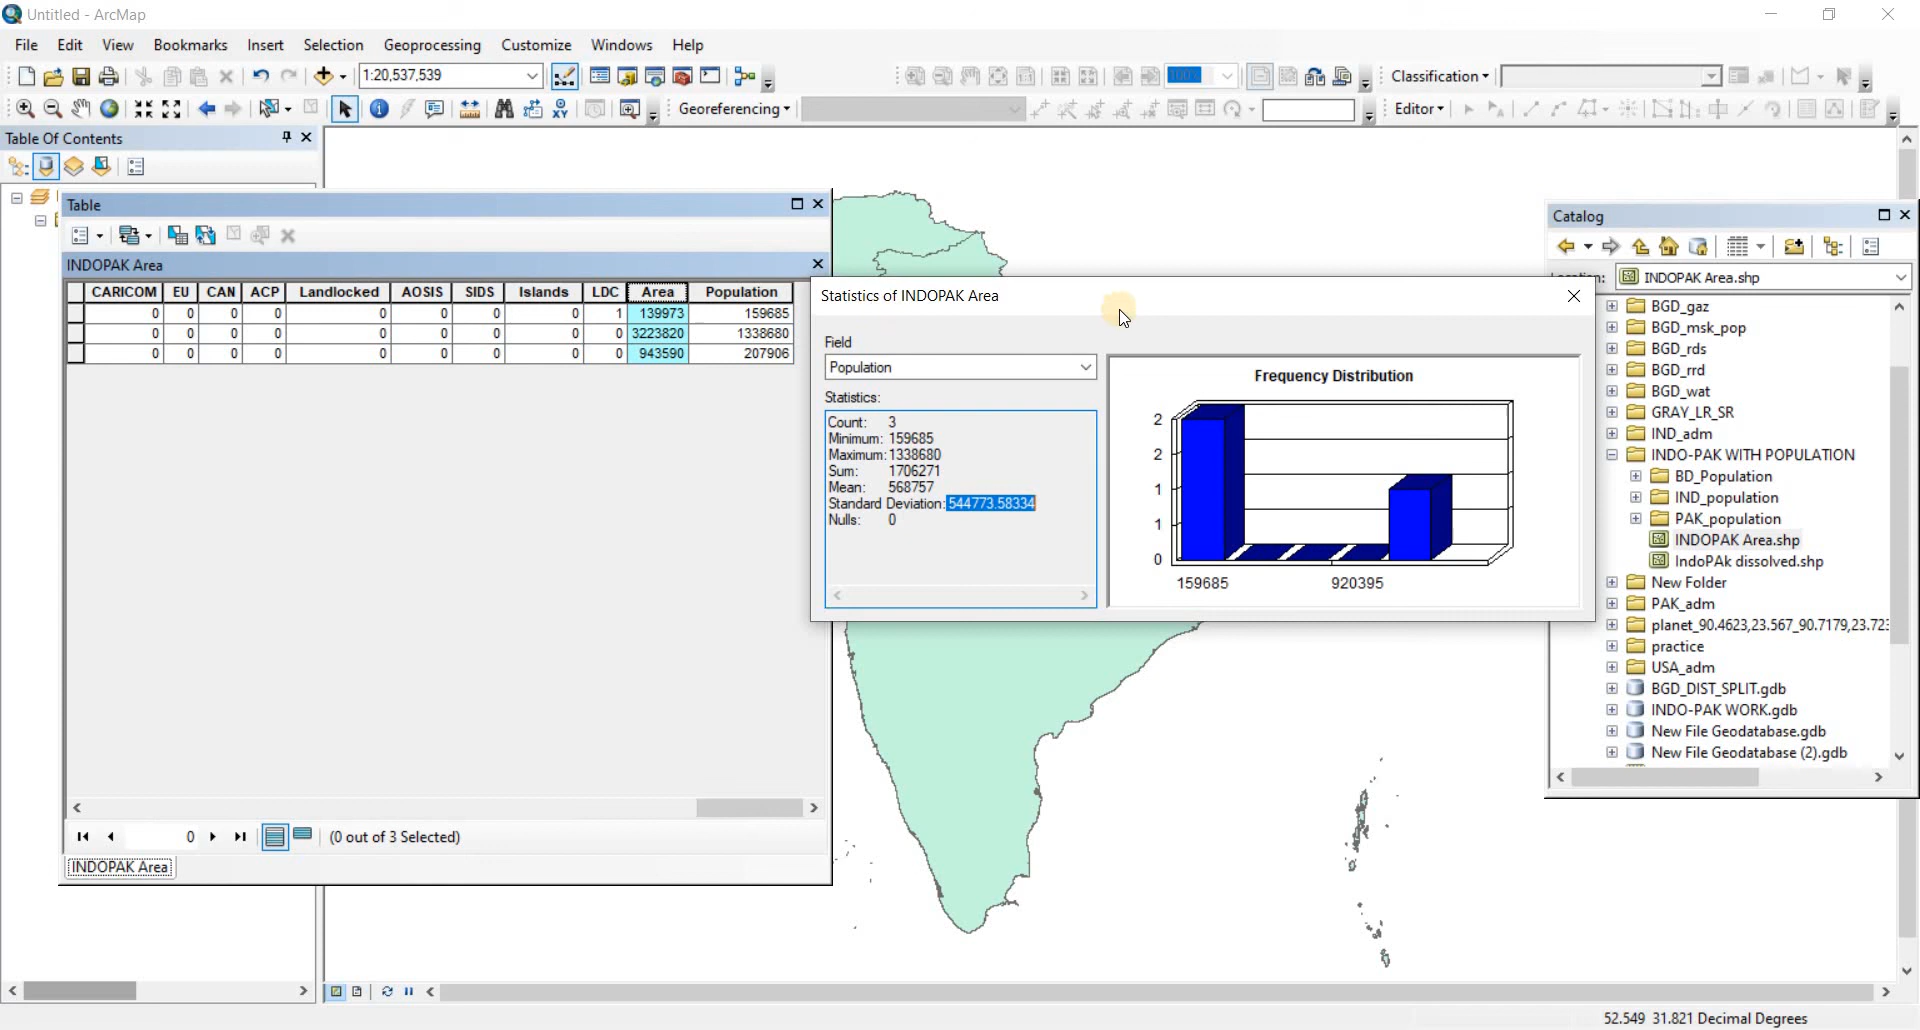 Untitled - ArcMap
File Edit View Bookmarks Insert Selection Geoprocessing Customize Windows Help
1:20,537,539
100%
Classification
Georeferencing
Editor
Table Of Contents
Table
INDOPAK Area
CARICOM EU CAN ACP Landlocked AOSIS SIDS Islands LDC Area Population
0 0 0 0 0 0 0 0 1 139973 159685
0 0 0 0 0 0 0 0 0 3223820 1338680
0 0 0 0 0 0 0 0 0 943590 207906
0
(0 out of 3 Selected)
INDOPAK Area
Statistics of INDOPAK Area
Field
Population
Statistics:
Count: 3
Minimum: 159685
Maximum: 1338680
Sum: 1706271
Mean: 568757
Standard Deviation: 544773.58334
Nulls: 0
Frequency Distribution
2
2
1
1
0
159685 920395
Catalog
INDOPAK Area.shp
BGD_gaz
BGD_msk_pop
BGD_rds
BGD_rrd
BGD_wat
GRAY_LR_SR
IND_adm
INDO-PAK WITH POPULATION
BD_Population
IND_population
PAK_population
INDOPAK Area.shp
IndoPAk dissolved.shp
New Folder
PAK_adm
planet_90.4623,23.567_90.7179,23.723
practice
USA_adm
BGD_DIST_SPLIT.gdb
INDO-PAK WORK.gdb
New File Geodatabase.gdb
New File Geodatabase (2).gdb
52.549 31.821 Decimal Degrees